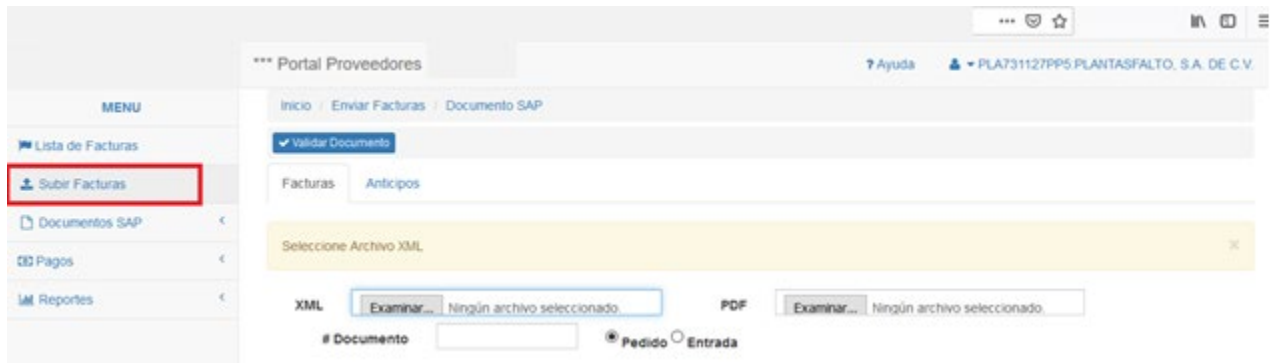 *** Portal Proveedores
? Ayuda
PLA731127PP5.PLANTASFALTO, S.A. DE C.V.
MENU
Lista de Facturas
Subir Facturas
Documentos SAP
Pagos
Reportes
Inicio / Enviar Facturas / Documento SAP
Validar Documento
Facturas
Anticipos
Seleccione Archivo XML
XML Examinar... Ningún archivo seleccionado. PDF Examinar... Ningún archivo seleccionado.
# Documento Pedido Entrada